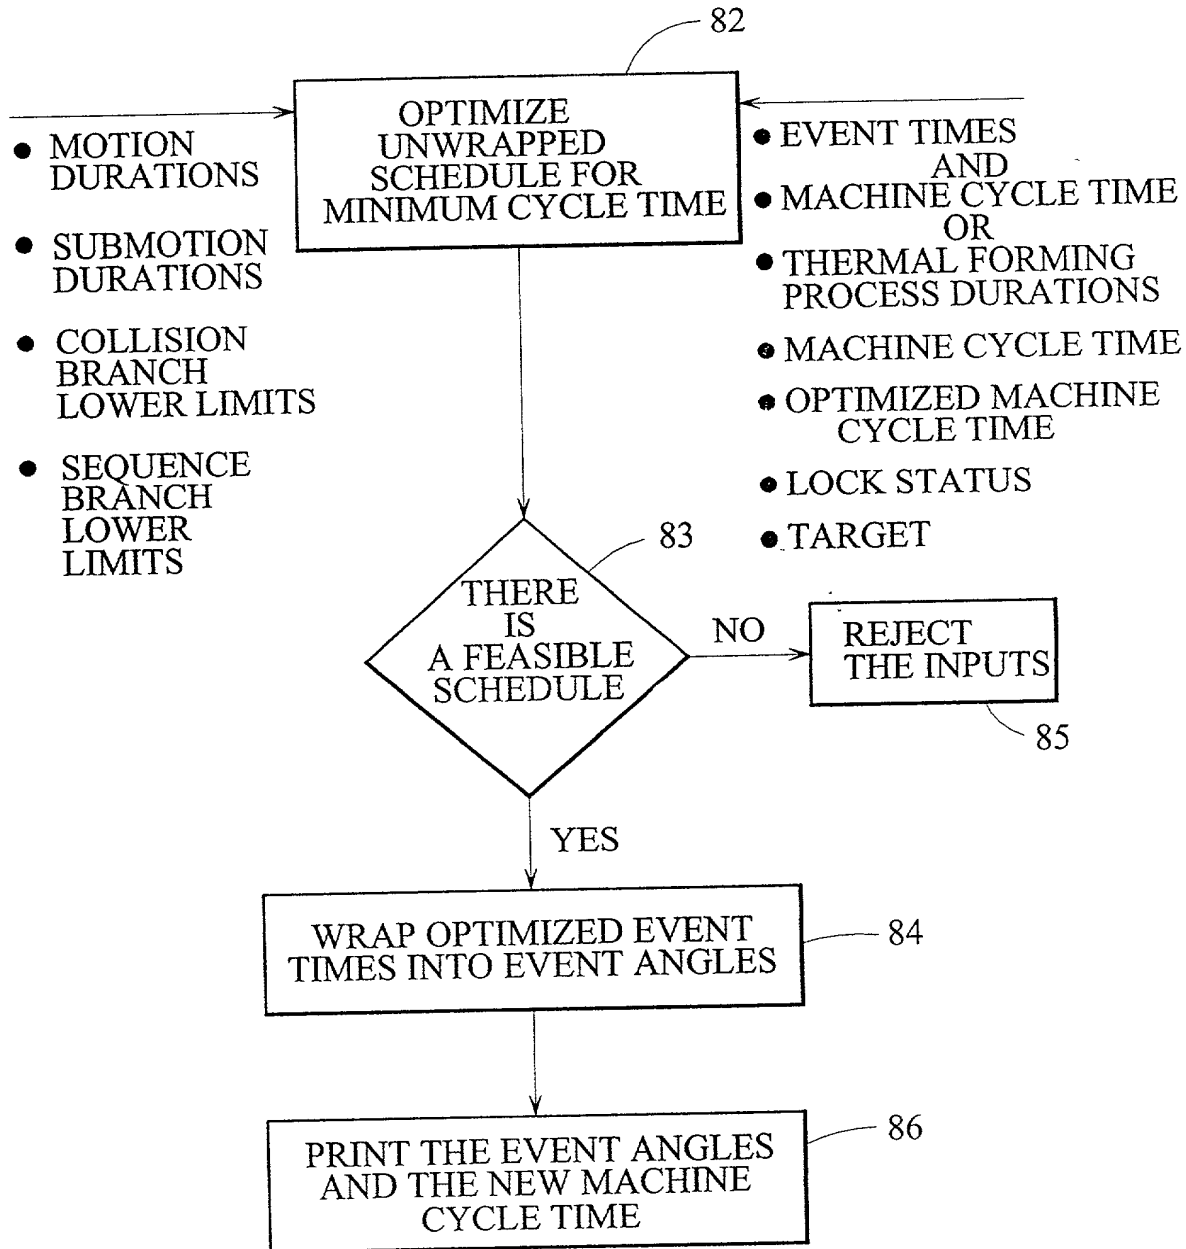 82
OPTIMIZE
UNWRAPPED
SCHEDULE FOR
MINIMUM CYCLE TIME
● MOTION
DURATIONS
● SUBMOTION
DURATIONS
● COLLISION
BRANCH
LOWER LIMITS
● SEQUENCE
BRANCH
LOWER
LIMITS
● EVENT TIMES
AND
● MACHINE CYCLE TIME
OR
● THERMAL FORMING
PROCESS DURATIONS
● MACHINE CYCLE TIME
● OPTIMIZED MACHINE
CYCLE TIME
● LOCK STATUS
● TARGET
83
THERE
IS
A FEASIBLE
SCHEDULE
NO
REJECT
THE INPUTS
85
YES
WRAP OPTIMIZED EVENT
TIMES INTO EVENT ANGLES
84
PRINT THE EVENT ANGLES
AND THE NEW MACHINE
CYCLE TIME
86